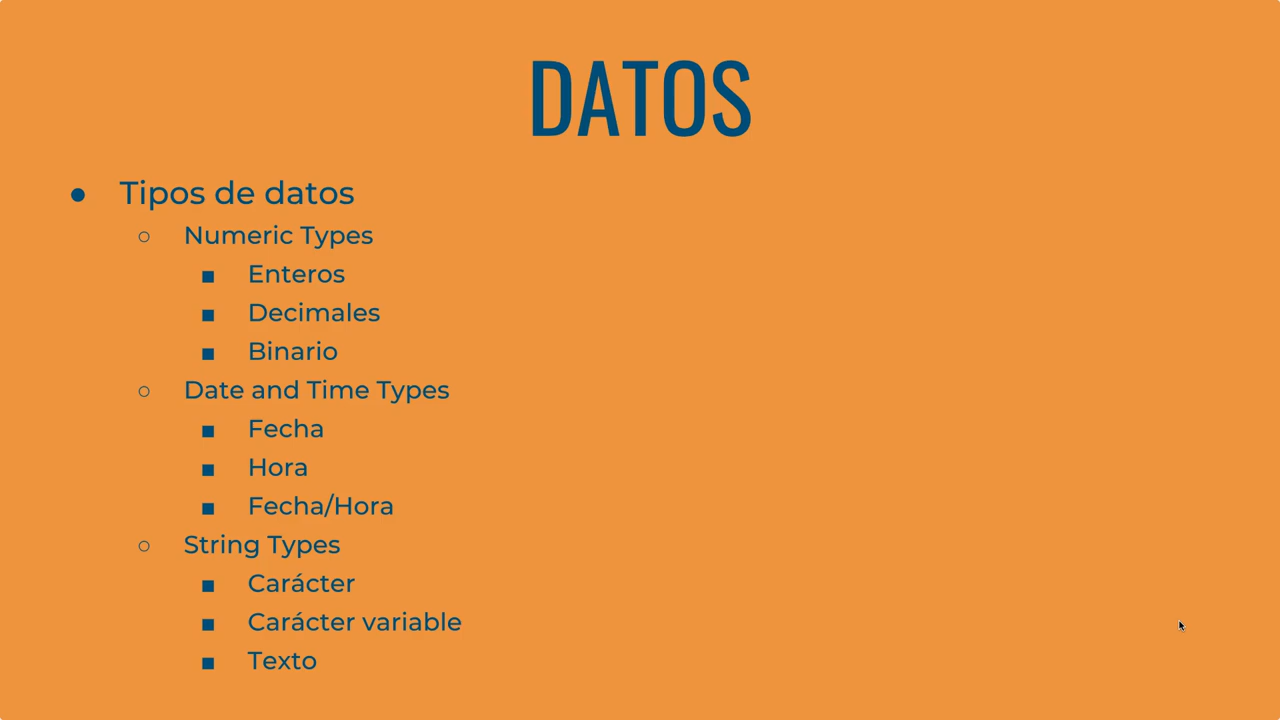 DATOS
● Tipos de datos
○ Numeric Types
■ Enteros
■ Decimales
■ Binario
○ Date and Time Types
■ Fecha
■ Hora
■ Fecha/Hora
○ String Types
■ Carácter
■ Carácter variable
■ Texto